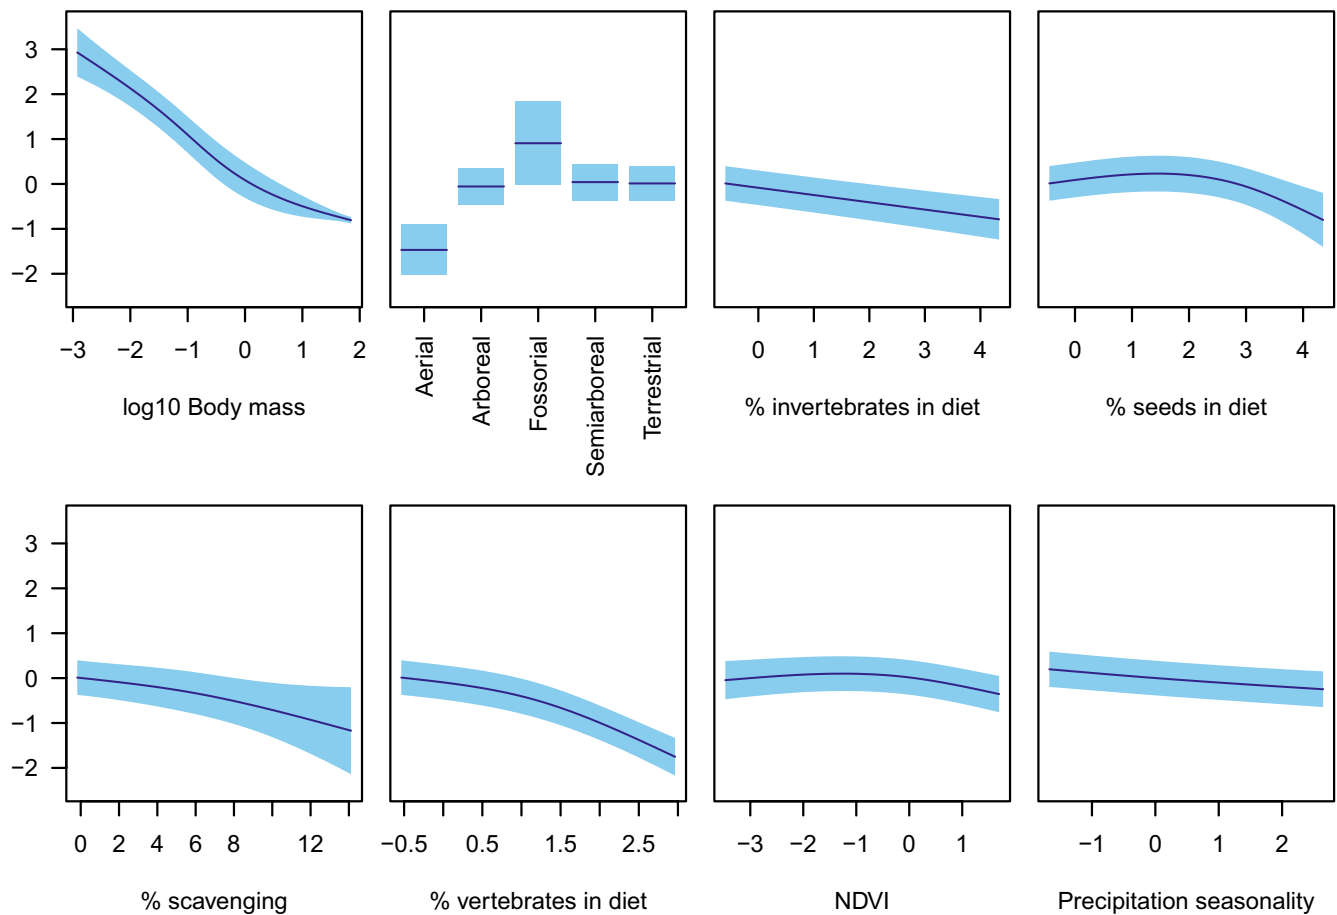 3
2
1
0
−1
−2
−3 −2 −1 0 1 2
log10 Body mass
Aerial
Arboreal
Fossorial
Semiarboreal
Terrestrial
0 1 2 3 4
% invertebrates in diet
0 1 2 3 4
% seeds in diet
3
2
1
0
−1
−2
0 2 4 6 8 12
% scavenging
−0.5 0.5 1.5 2.5
% vertebrates in diet
−3 −2 −1 0 1
NDVI
−1 0 1 2
Precipitation seasonality